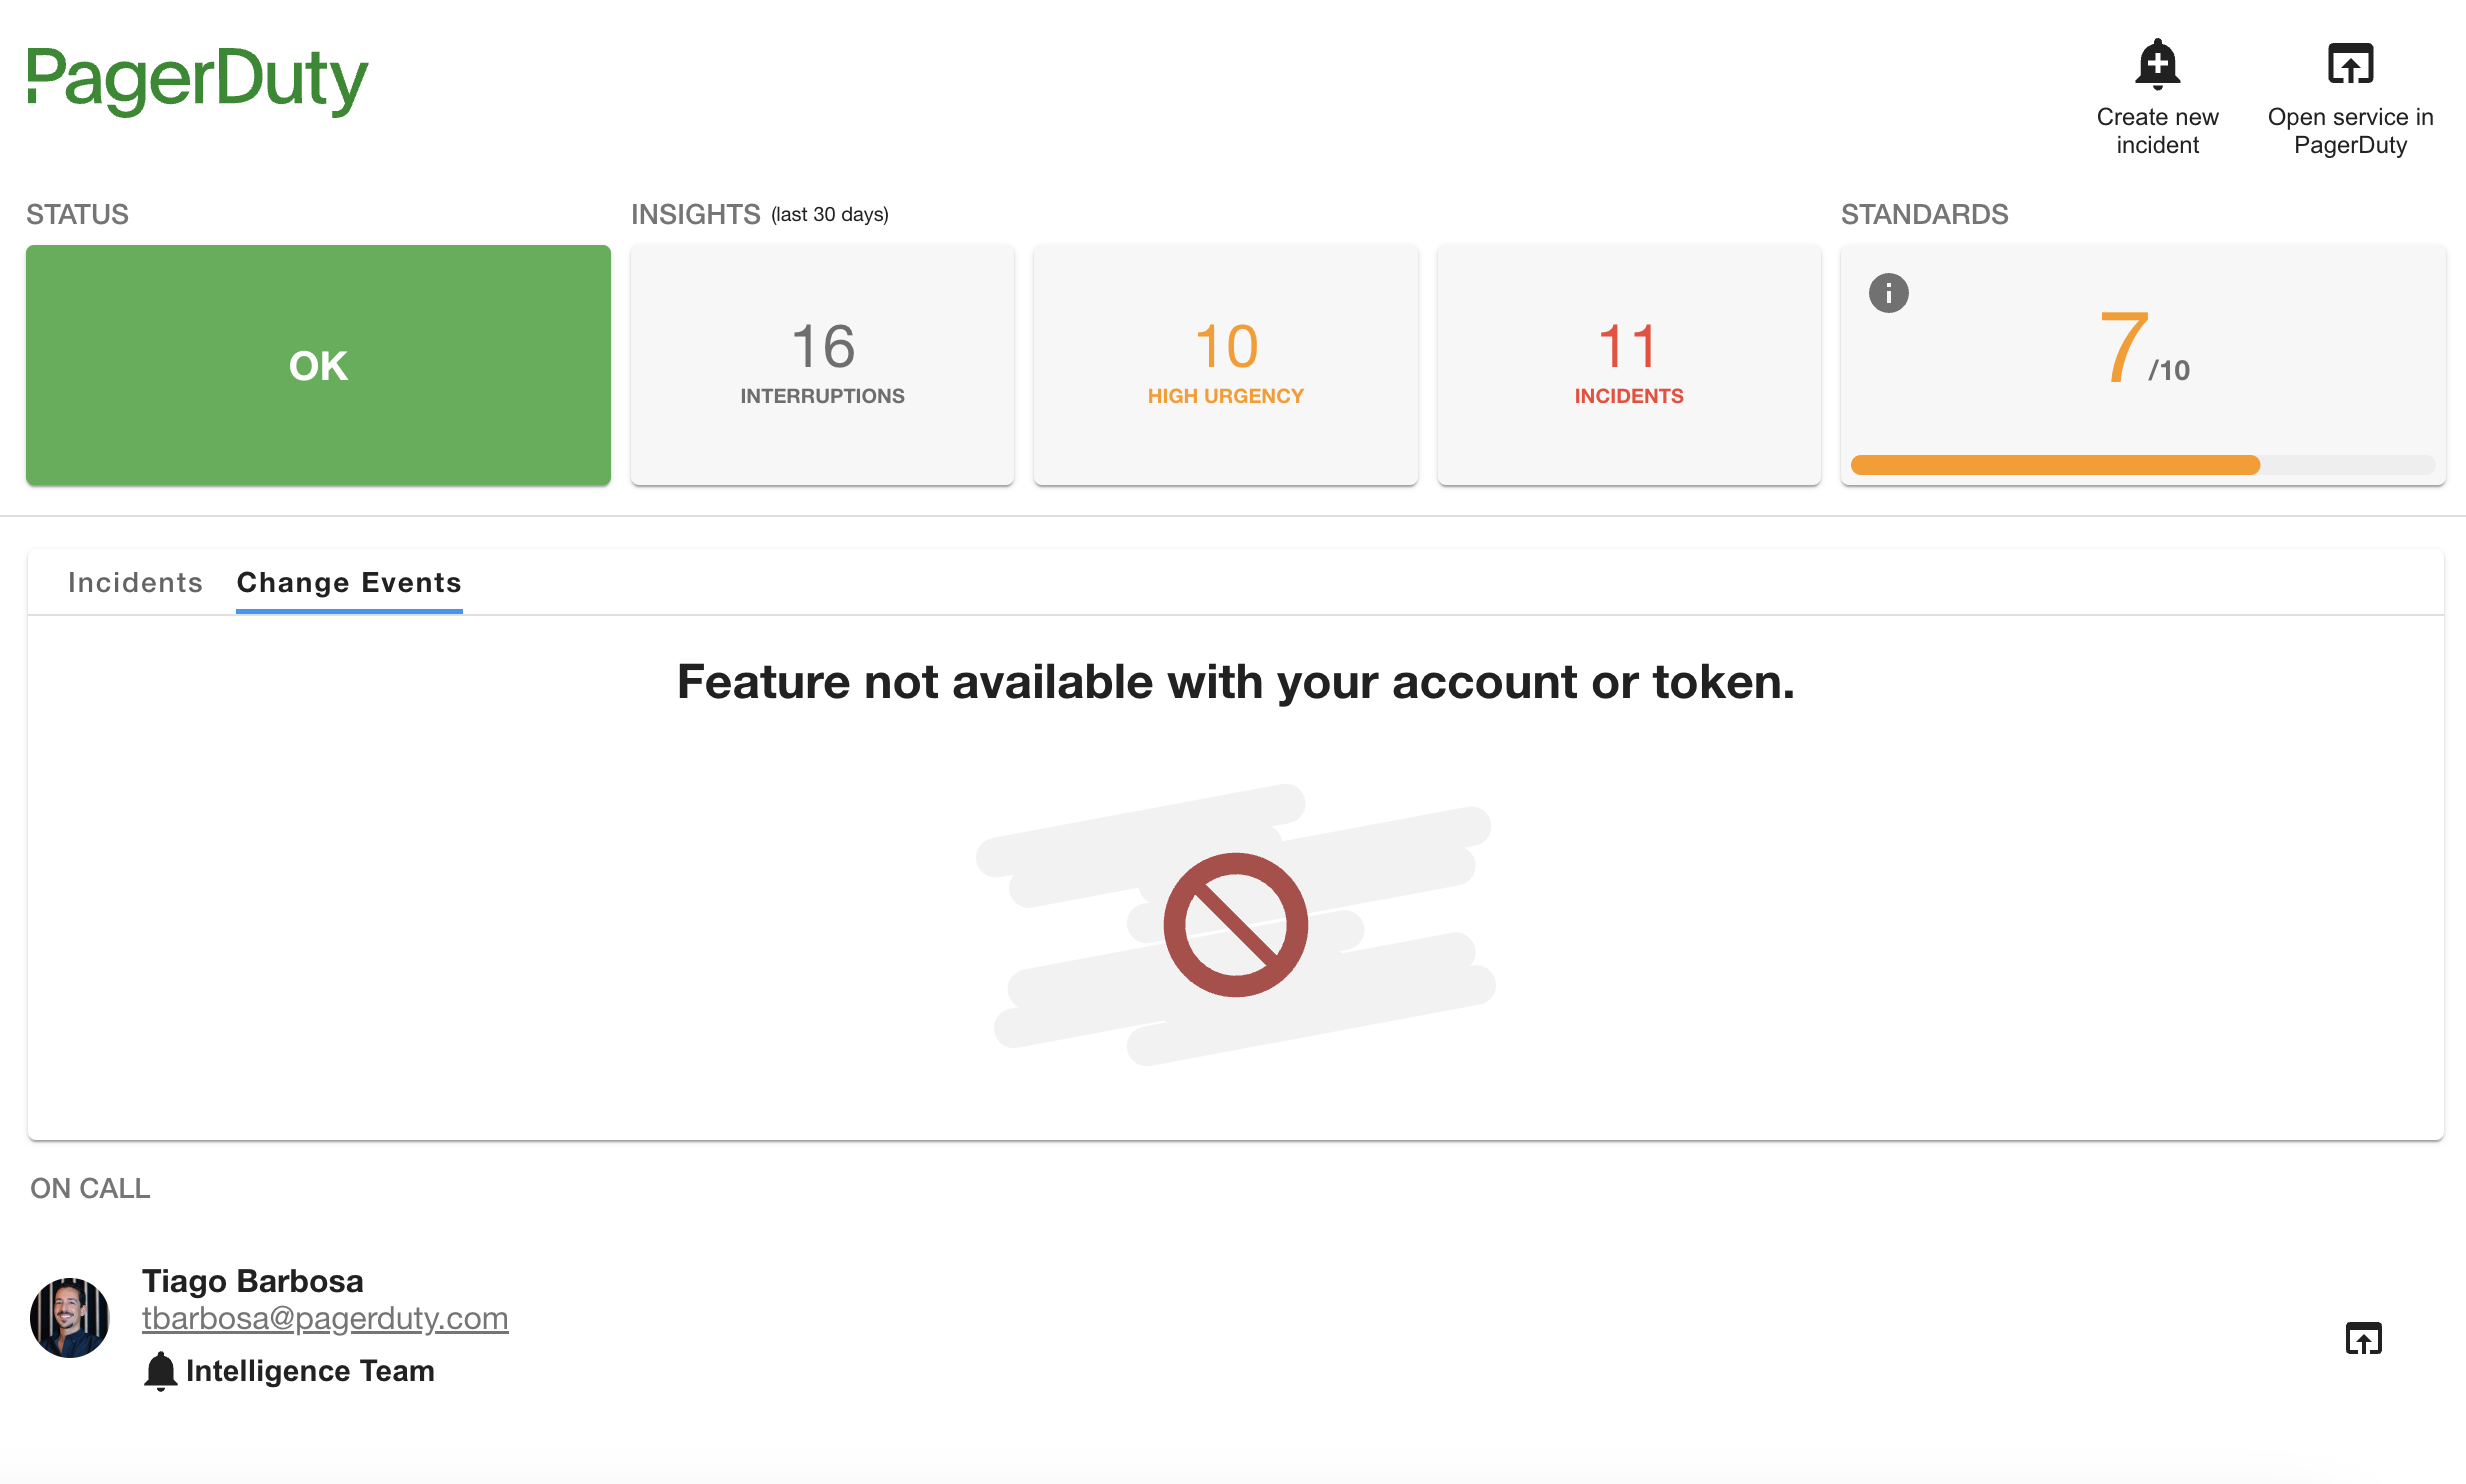 PagerDuty
Create new
incident
Open service in
PagerDuty
STATUS
INSIGHTS (last 30 days)
STANDARDS
OK
16
INTERRUPTIONS
10
HIGH URGENCY
11
INCIDENTS
7/10
Incidents Change Events
Feature not available with your account or token.
ON CALL
Tiago Barbosa
tbarbosa@pagerduty.com
Intelligence Team